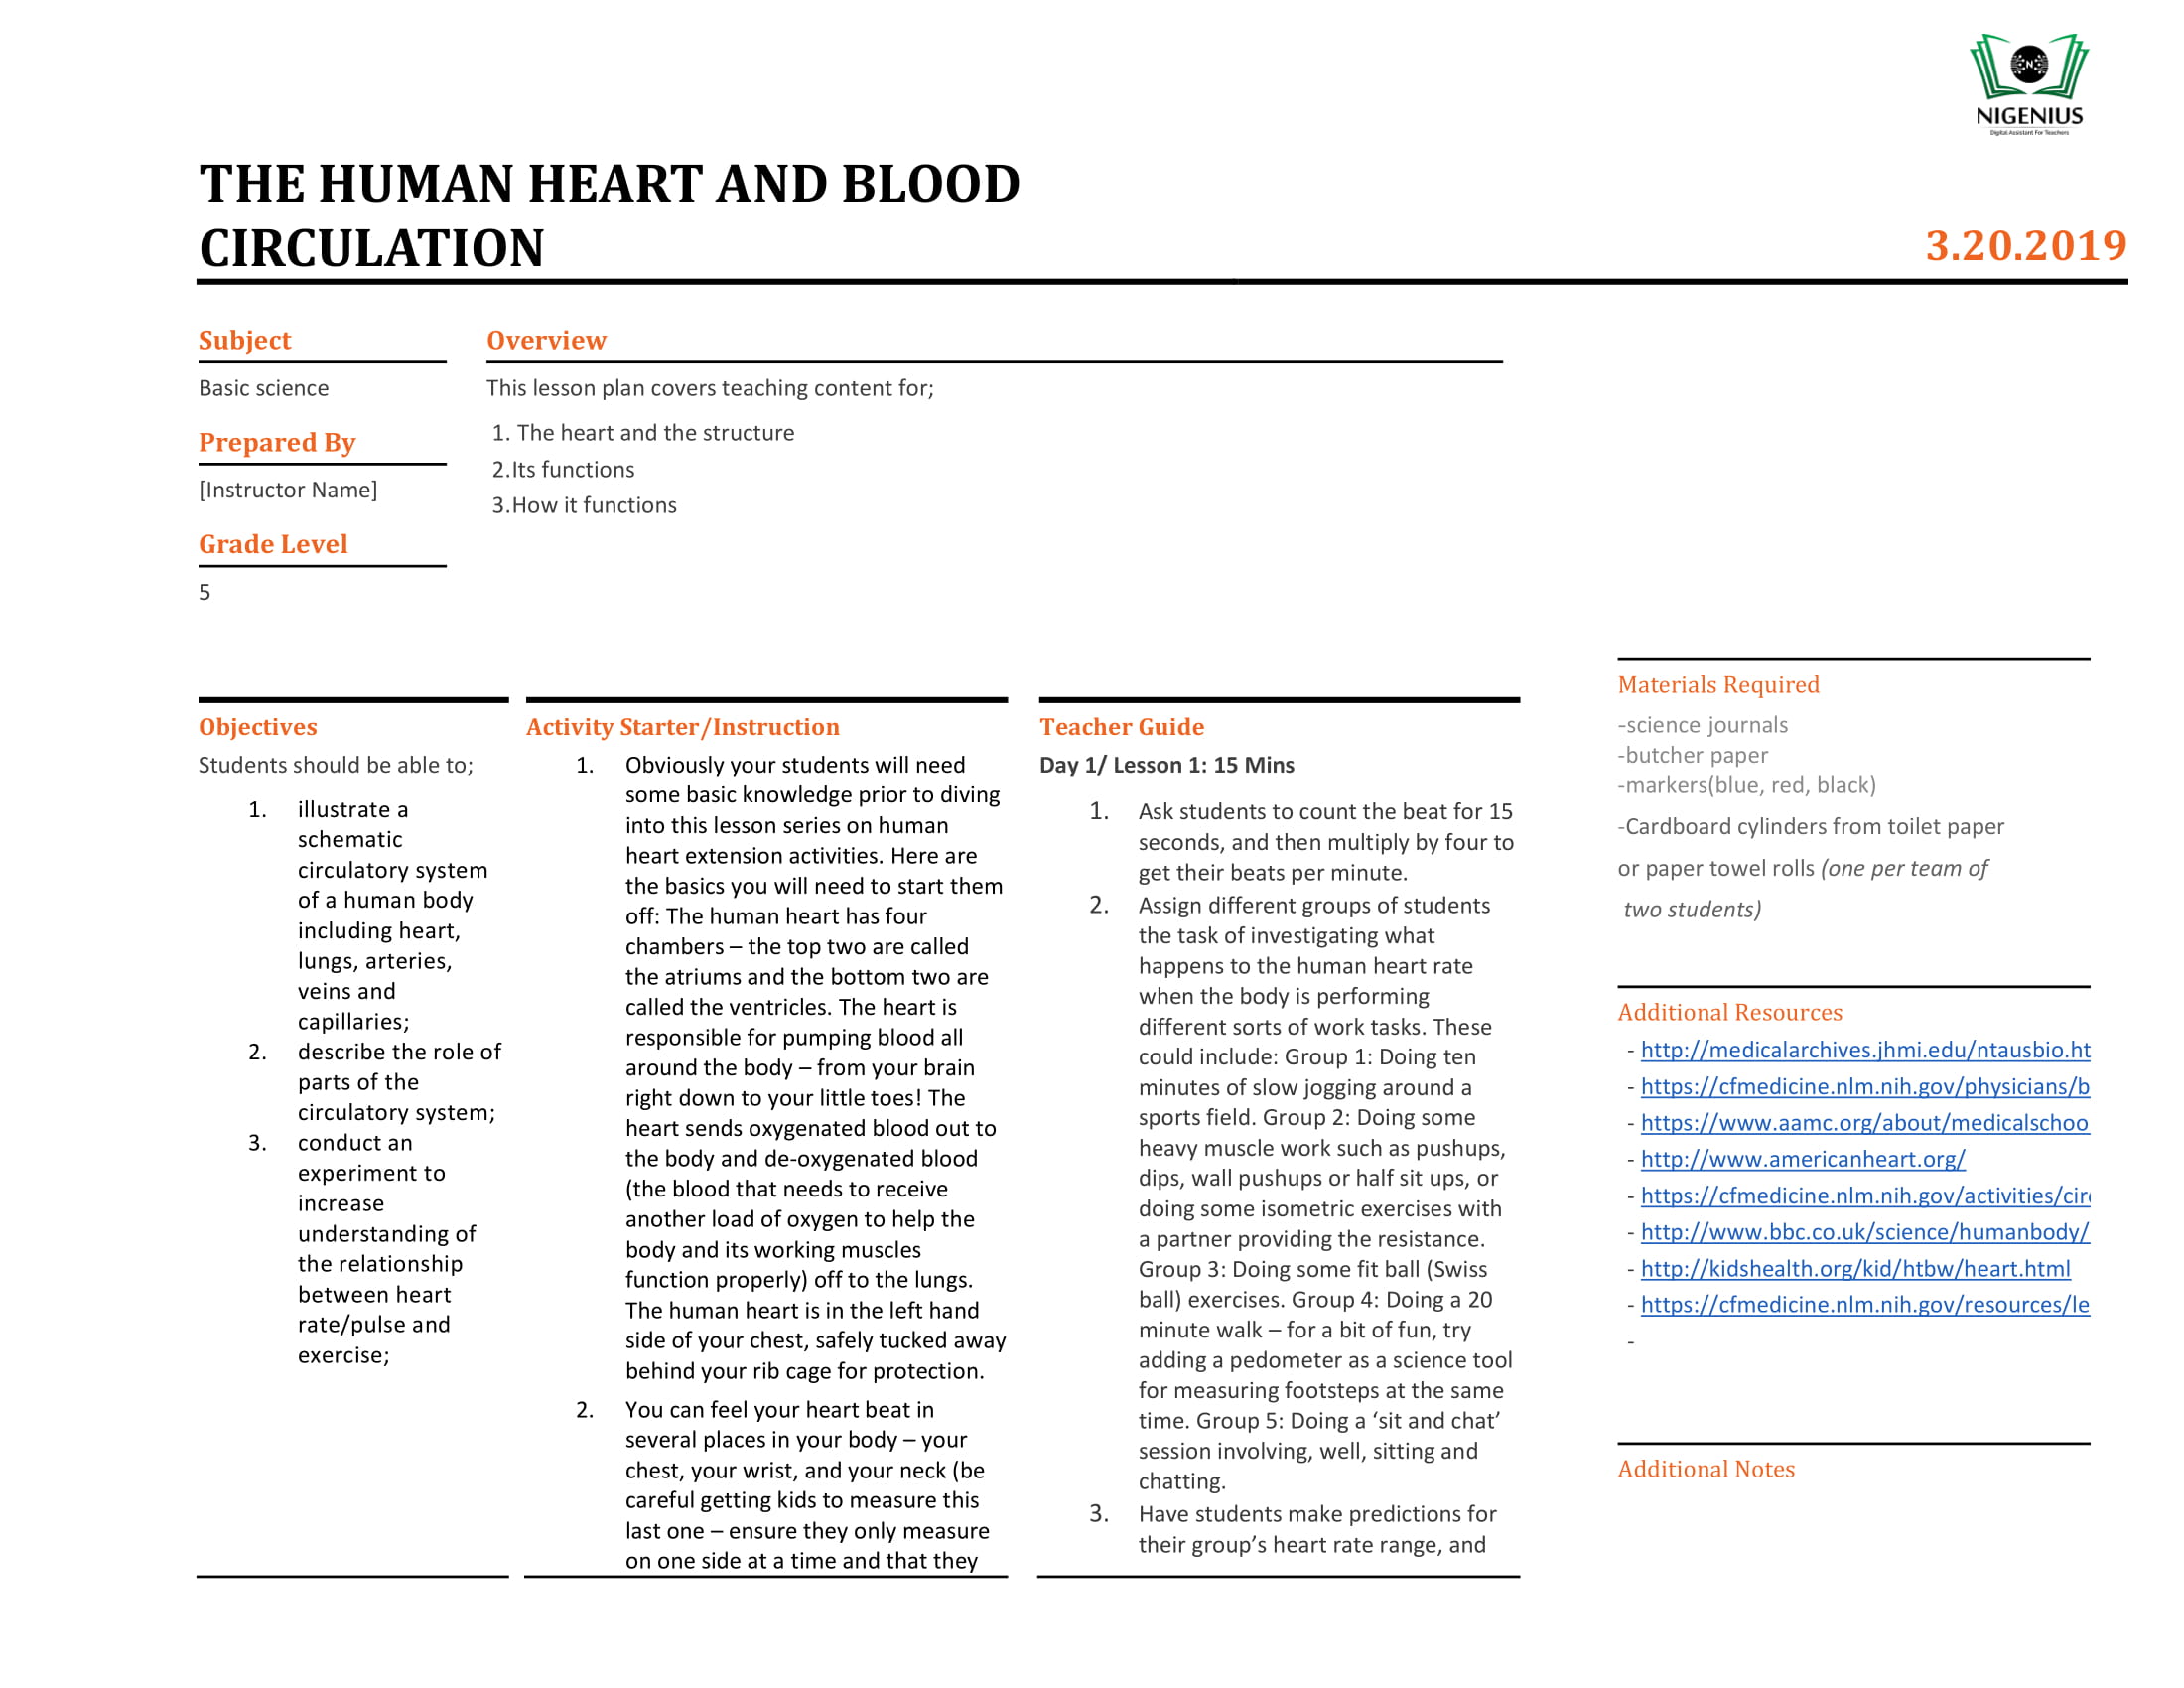 NIGENIUS
Digital Assistant For Teachers
THE HUMAN HEART AND BLOOD
CIRCULATION
3.20.2019
Subject
Basic science
Prepared By
[Instructor Name]
Grade Level
5
Overview
This lesson plan covers teaching content for;
1. The heart and the structure
2.Its functions
3.How it functions
Objectives
Students should be able to;
1. illustrate a
schematic
circulatory system
of a human body
including heart,
lungs, arteries,
veins and
capillaries;
2. describe the role of
parts of the
circulatory system;
3. conduct an
experiment to
increase
understanding of
the relationship
between heart
rate/pulse and
exercise;
Activity Starter/Instruction
1. Obviously your students will need
some basic knowledge prior to diving
into this lesson series on human
heart extension activities. Here are
the basics you will need to start them
off: The human heart has four
chambers – the top two are called
the atriums and the bottom two are
called the ventricles. The heart is
responsible for pumping blood all
around the body – from your brain
right down to your little toes! The
heart sends oxygenated blood out to
the body and de-oxygenated blood
(the blood that needs to receive
another load of oxygen to help the
body and its working muscles
function properly) off to the lungs.
The human heart is in the left hand
side of your chest, safely tucked away
behind your rib cage for protection.
2. You can feel your heart beat in
several places in your body – your
chest, your wrist, and your neck (be
careful getting kids to measure this
last one – ensure they only measure
on one side at a time and that they
Teacher Guide
Day 1/ Lesson 1: 15 Mins
1. Ask students to count the beat for 15
seconds, and then multiply by four to
get their beats per minute.
2. Assign different groups of students
the task of investigating what
happens to the human heart rate
when the body is performing
different sorts of work tasks. These
could include: Group 1: Doing ten
minutes of slow jogging around a
sports field. Group 2: Doing some
heavy muscle work such as pushups,
dips, wall pushups or half sit ups, or
doing some isometric exercises with
a partner providing the resistance.
Group 3: Doing some fit ball (Swiss
ball) exercises. Group 4: Doing a 20
minute walk – for a bit of fun, try
adding a pedometer as a science tool
for measuring footsteps at the same
time. Group 5: Doing a ‘sit and chat’
session involving, well, sitting and
chatting.
3. Have students make predictions for
their group’s heart rate range, and
Materials Required
-science journals
-butcher paper
-markers(blue, red, black)
-Cardboard cylinders from toilet paper
or paper towel rolls (one per team of
two students)
Additional Resources
- http://medicalarchives.jhmi.edu/ntausbio.ht
- https://cfmedicine.nlm.nih.gov/physicians/b
- https://www.aamc.org/about/medicalschoo
- http://www.americanheart.org/
- https://cfmedicine.nlm.nih.gov/activities/cir
- http://www.bbc.co.uk/science/humanbody/
- http://kidshealth.org/kid/htbw/heart.html
- https://cfmedicine.nlm.nih.gov/resources/le
-
Additional Notes